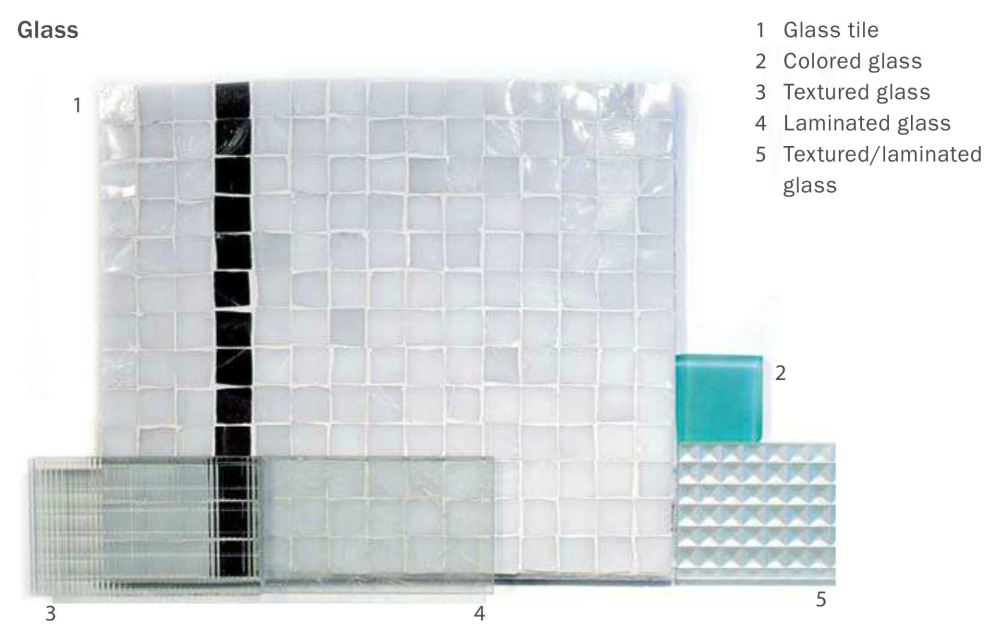 Glass
1 Glass tile
2 Colored glass
3 Textured glass
4 Laminated glass
5 Textured/laminated
glass
1
2
3
4
5